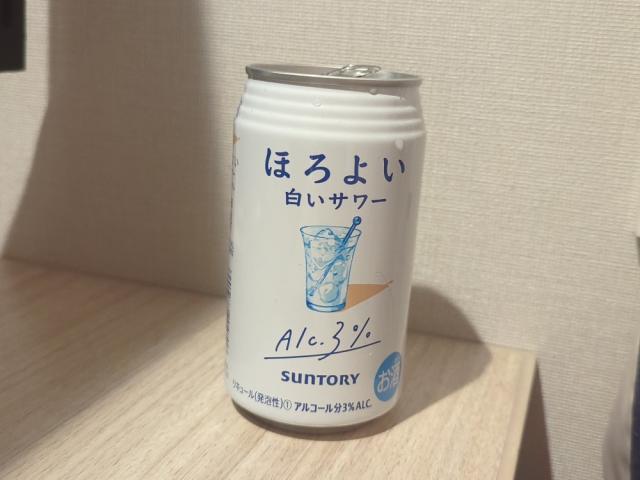 ほろよい
白いサワー
Alc.3%
SUNTORY
お酒
リキュール(発泡性)① アルコール分3%ALC.